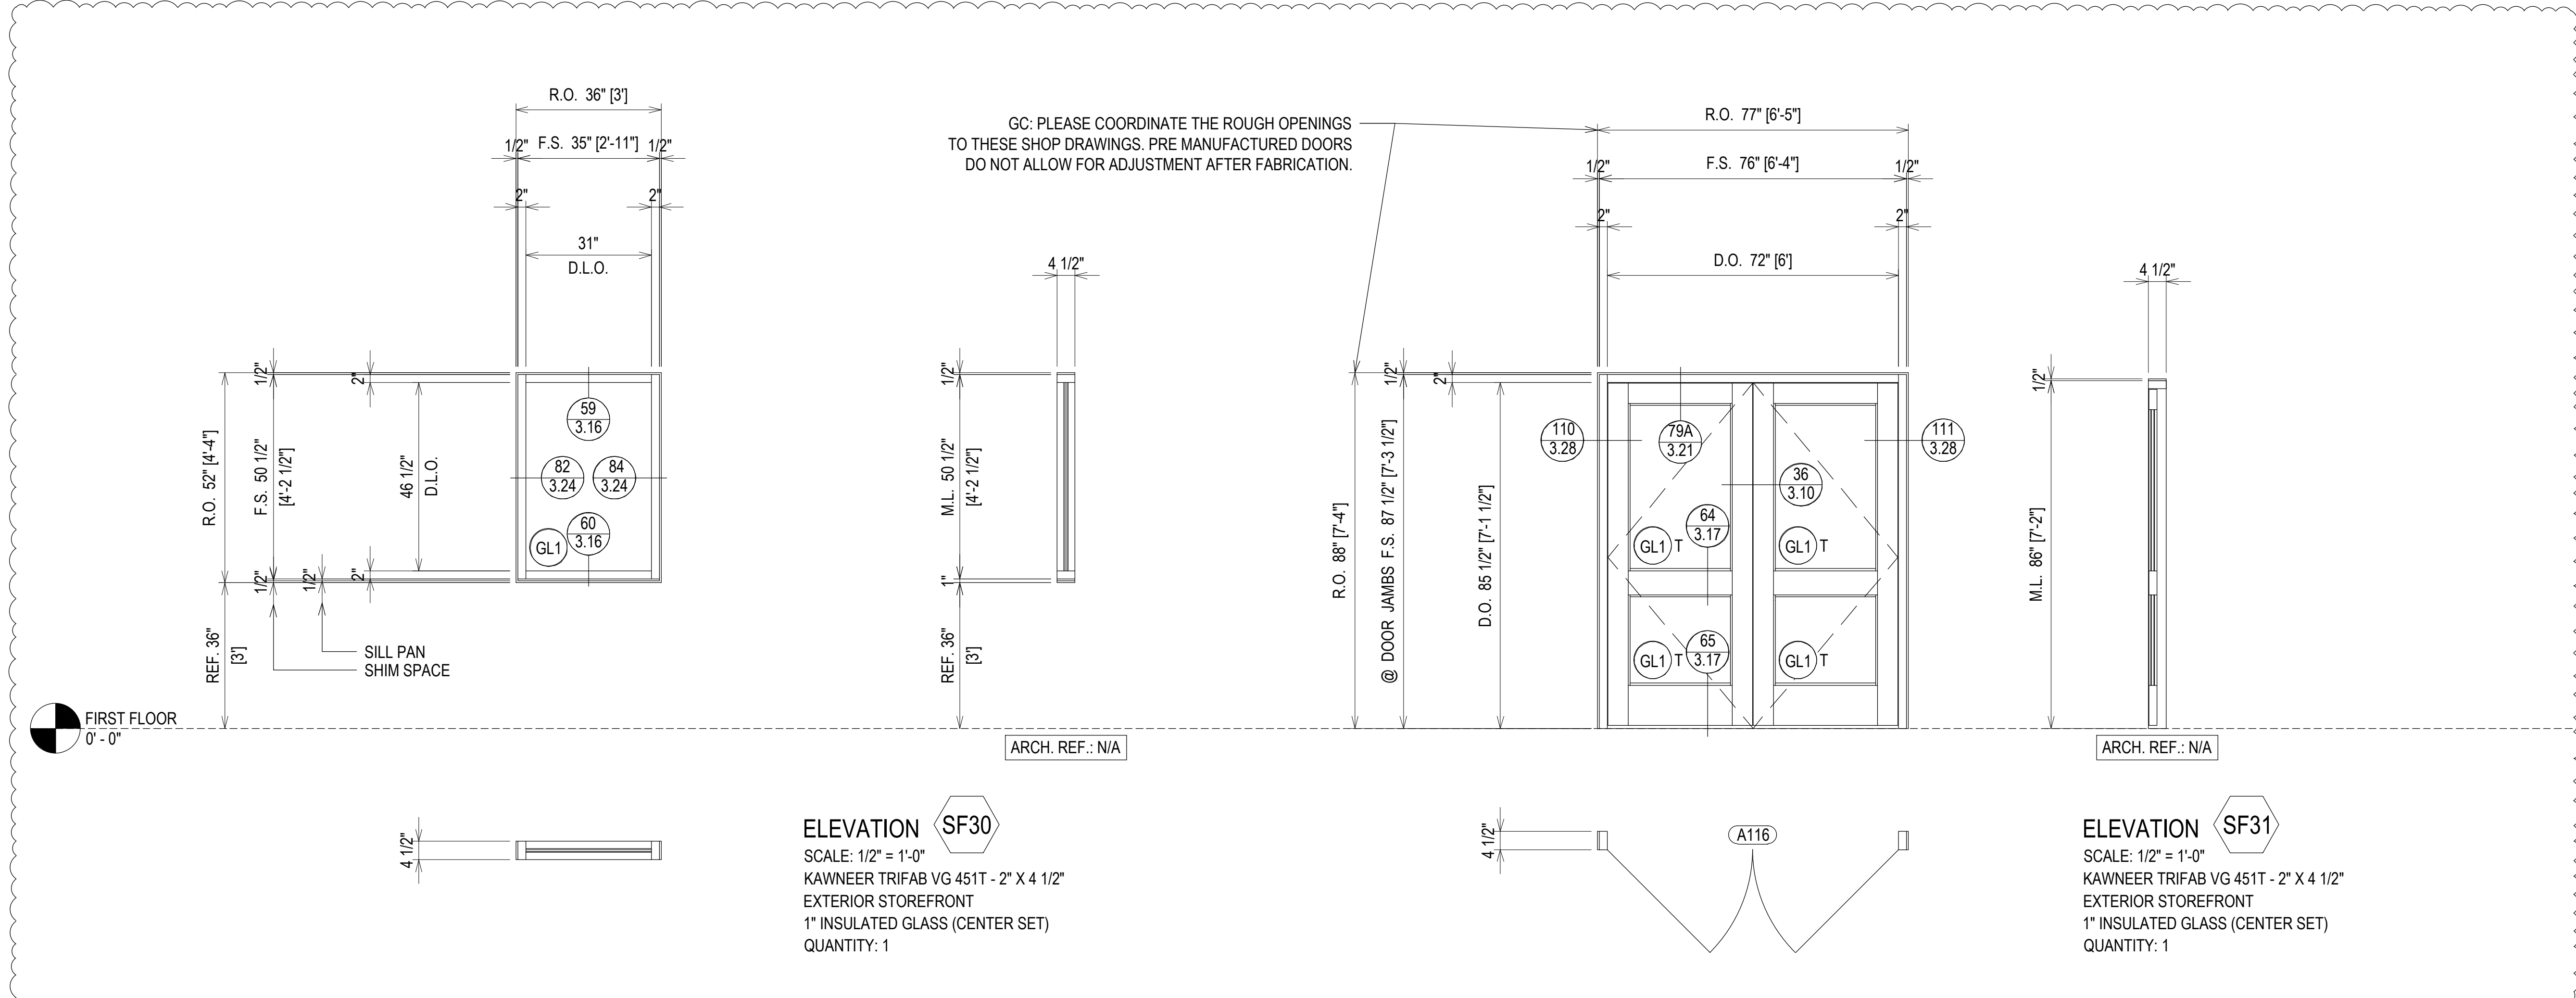 R.O. 36" [3']
1/2" F.S. 35" [2'-11"] 1/2"
2" 2"
31"
D.L.O.
R.O. 52" [4'-4"]
1/2"
F.S. 50 1/2"
[4'-2 1/2"]
1/2"
1/2"
2"
46 1/2"
D.L.O.
2"
59
3.16
82
3.24
84
3.24
60
3.16
GL1
REF. 36"
[3']
SILL PAN
SHIM SPACE
FIRST FLOOR
0' - 0"
4 1/2"
1/2"
M.L. 50 1/2"
[4'-2 1/2"]
1"
REF. 36"
[3']
ARCH. REF.: N/A
4 1/2"
ELEVATION SF30
SCALE: 1/2" = 1'-0"
KAWNEER TRIFAB VG 451T - 2" X 4 1/2"
EXTERIOR STOREFRONT
1" INSULATED GLASS (CENTER SET)
QUANTITY: 1
GC: PLEASE COORDINATE THE ROUGH OPENINGS
TO THESE SHOP DRAWINGS. PRE MANUFACTURED DOORS
DO NOT ALLOW FOR ADJUSTMENT AFTER FABRICATION.
R.O. 77" [6'-5"]
1/2" F.S. 76" [6'-4"] 1/2"
2" 2"
D.O. 72" [6']
R.O. 88" [7'-4"]
1/2"
@ DOOR JAMBS F.S. 87 1/2" [7'-3 1/2"]
2"
D.O. 85 1/2" [7'-1 1/2"]
110
3.28
79A
3.21
111
3.28
36
3.10
64
3.17
GL1 T
GL1 T
65
3.17
GL1 T
GL1 T
4 1/2"
1/2"
M.L. 86" [7'-2"]
ARCH. REF.: N/A
4 1/2"
A116
ELEVATION SF31
SCALE: 1/2" = 1'-0"
KAWNEER TRIFAB VG 451T - 2" X 4 1/2"
EXTERIOR STOREFRONT
1" INSULATED GLASS (CENTER SET)
QUANTITY: 1